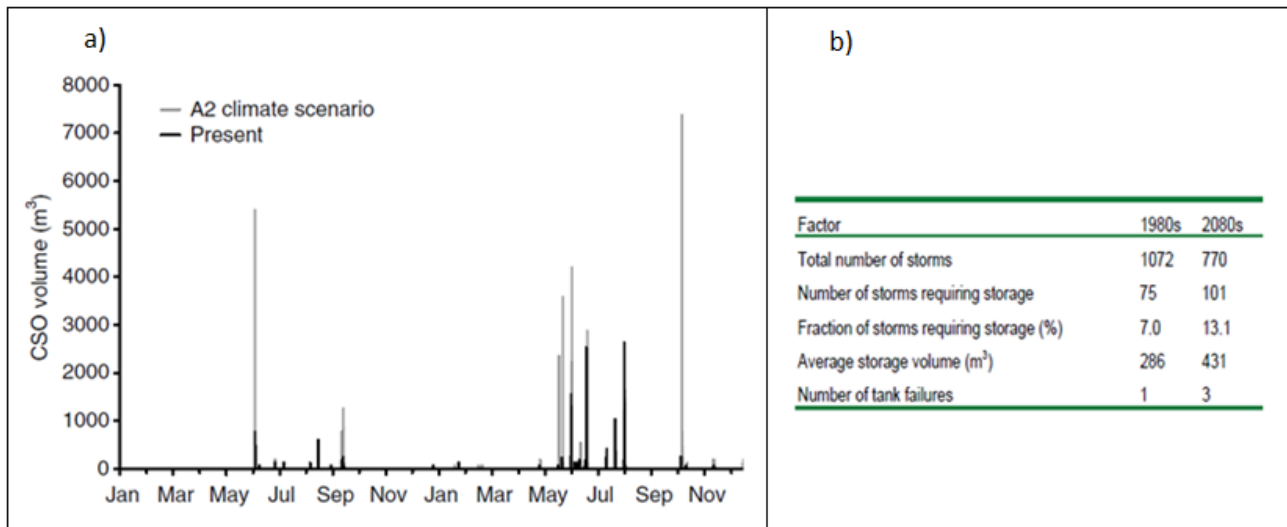 a)
8000
7000
6000
5000
4000
3000
2000
1000
0
CSO volume (m³)
A2 climate scenario
Present
Jan Mar May Jul Sep Nov Jan Mar May Jul Sep Nov
b)
Factor 1980s 2080s
Total number of storms 1072 770
Number of storms requiring storage 75 101
Fraction of storms requiring storage (%) 7.0 13.1
Average storage volume (m³) 286 431
Number of tank failures 1 3